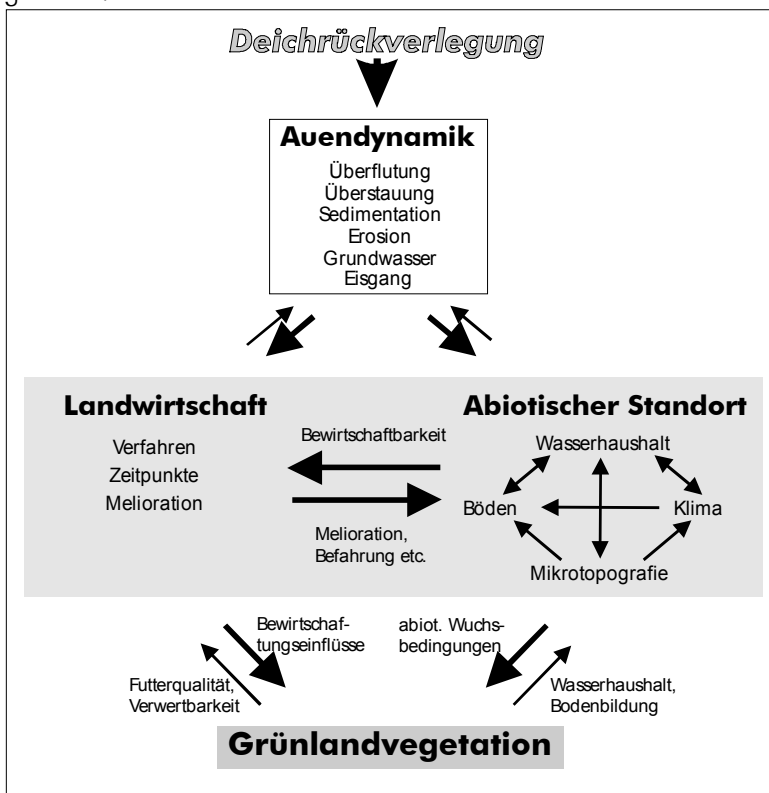 Deichrückverlegung
Auendynamik
Überflutung
Überstauung
Sedimentation
Erosion
Grundwasser
Eisgang
Landwirtschaft
Verfahren
Zeitpunkte
Melioration
Bewirtschaftbarkeit
Melioration,
Befahrung etc.
Abiotischer Standort
Wasserhaushalt
Böden
Klima
Mikrotopografie
Bewirtschaf-
tungseinflüsse
abiot. Wuchs-
bedingungen
Futterqualität,
Verwertbarkeit
Wasserhaushalt,
Bodenbildung
Grünlandvegetation